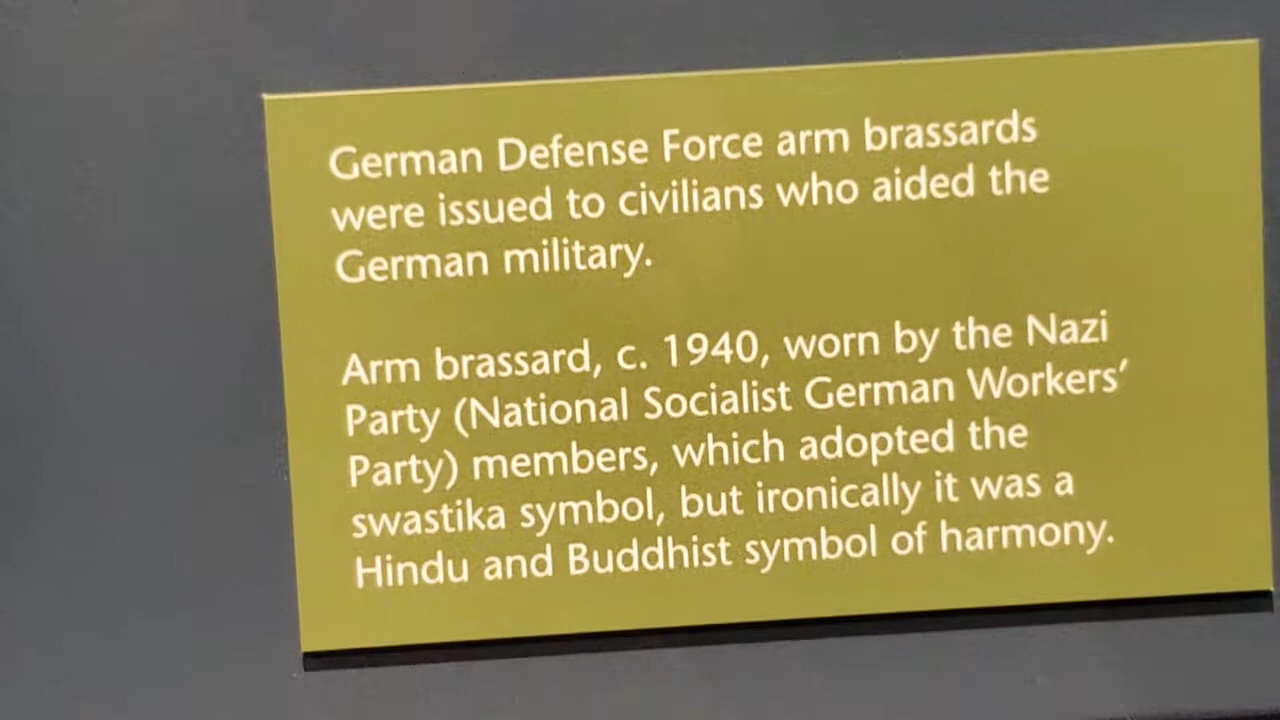 German Defense Force arm brassards
were issued to civilians who aided the
German military.
Arm brassard, c. 1940, worn by the Nazi
Party (National Socialist German Workers’
Party) members, which adopted the
swastika symbol, but ironically it was a
Hindu and Buddhist symbol of harmony.